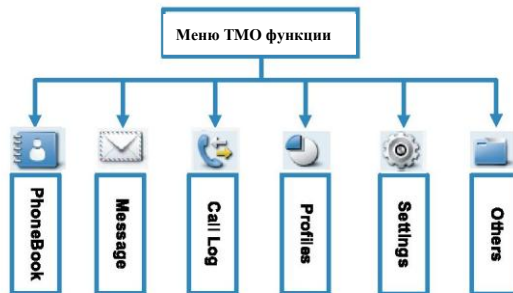 Меню ТМО функции
PhoneBook
Message
Call Log
Profiles
Settings
Others